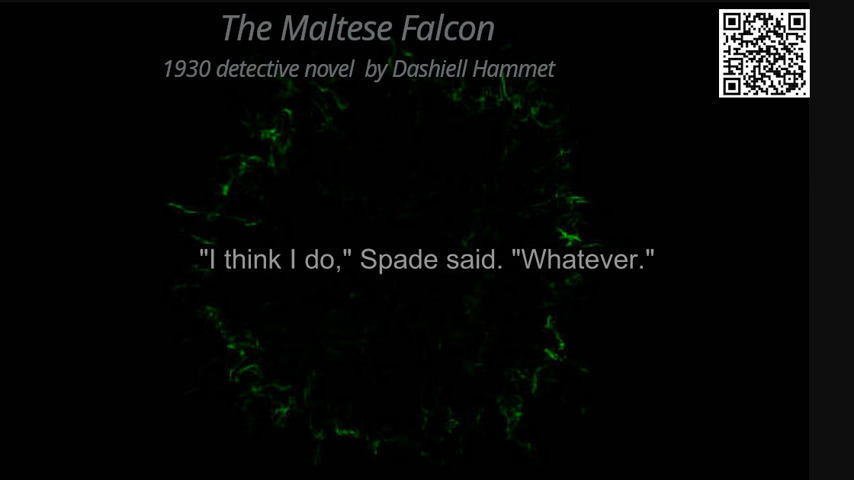 The Maltese Falcon
1930 detective novel by Dashiell Hammet
"I think I do," Spade said. "Whatever."